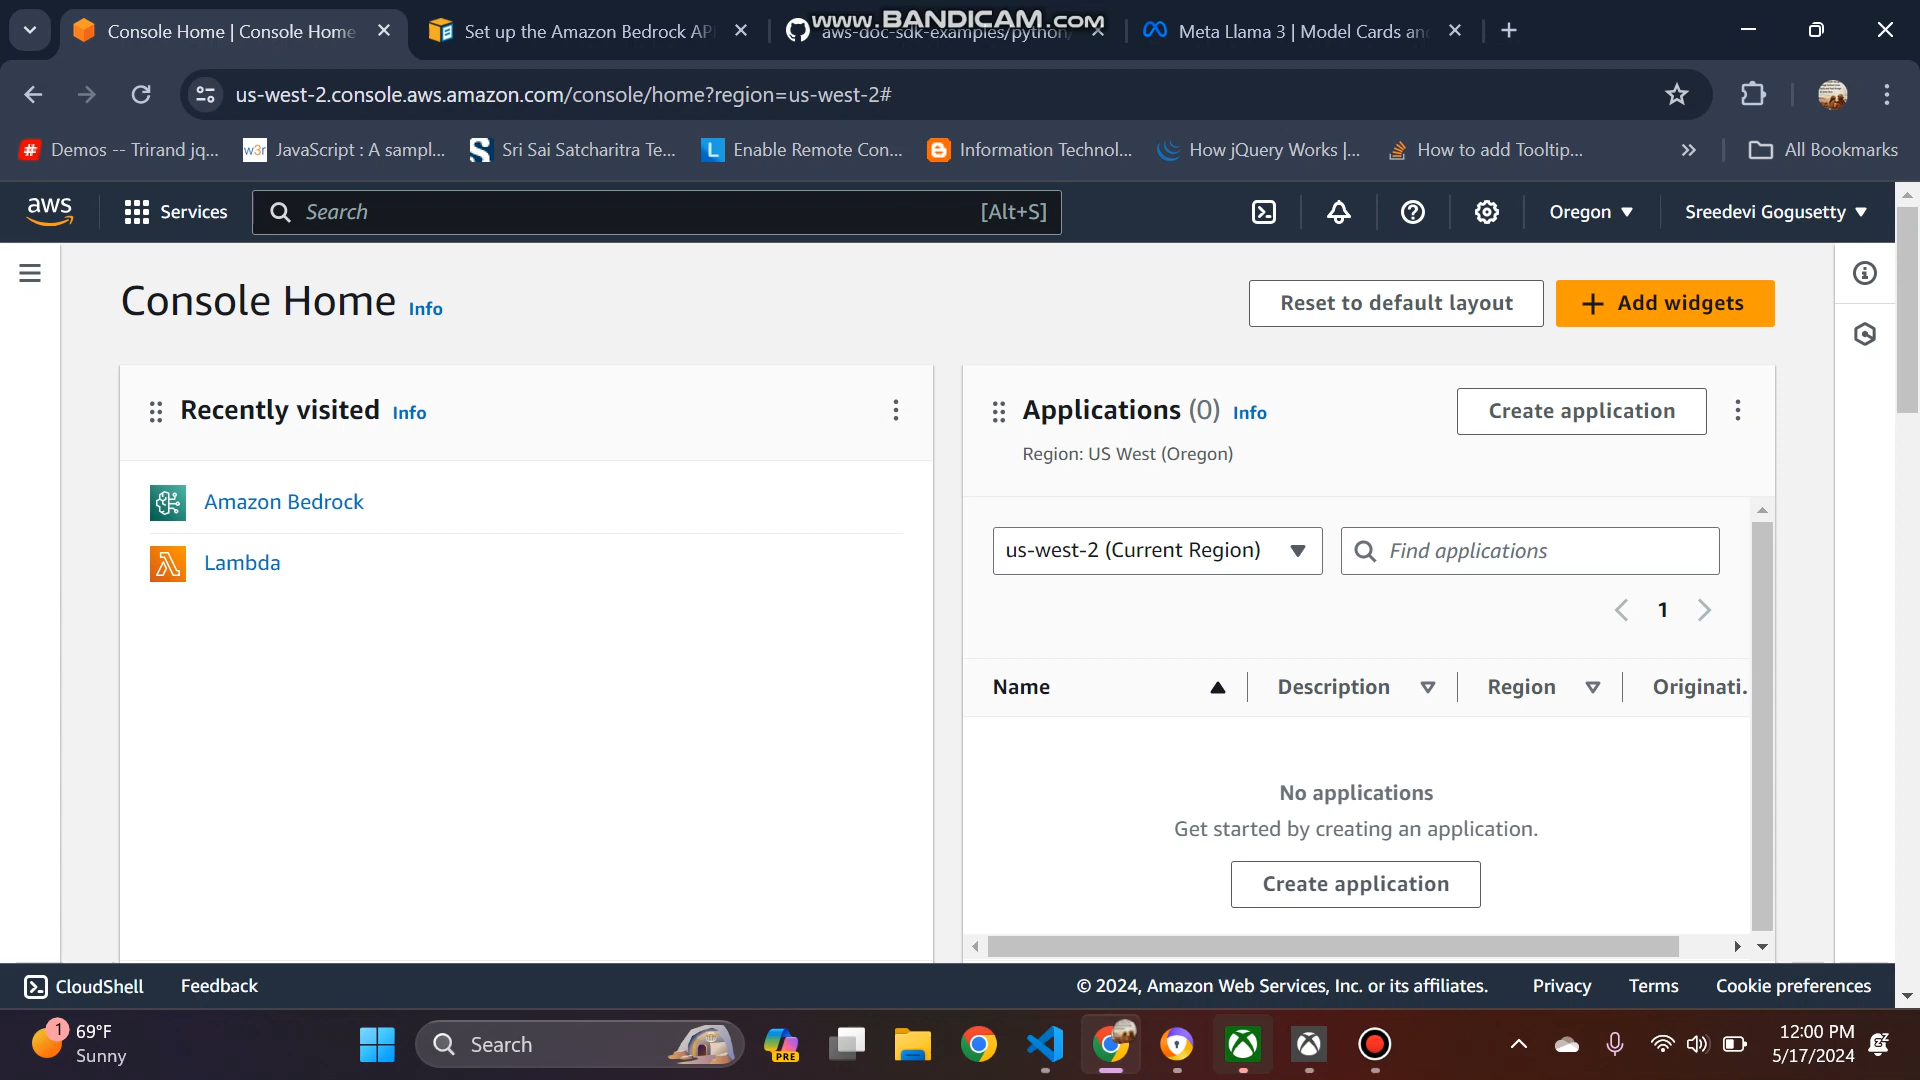 Console Home | Console Home
Set up the Amazon Bedrock AP
aws-doc-sdk-examples/python/
Meta Llama 3 | Model Cards an
www.BANDICAM.com
us-west-2.console.aws.amazon.com/console/home?region=us-west-2#
#
Demos -- Trirand jq...
w3r
JavaScript : A sampl...
S
Sri Sai Satcharitra Te...
L
Enable Remote Con...
Information Technol...
How jQuery Works |...
How to add Tooltip...
All Bookmarks
aws
Services
Search
[Alt+S]
Oregon
Sreedevi Gogusetty
Console Home Info
Reset to default layout
Add widgets
Recently visited Info
Amazon Bedrock
Lambda
Applications (0) Info
Create application
Region: US West (Oregon)
us-west-2 (Current Region)
Find applications
1
Name
Description
Region
Originati.
No applications
Get started by creating an application.
Create application
CloudShell
Feedback
© 2024, Amazon Web Services, Inc. or its affiliates.
Privacy
Terms
Cookie preferences
1
69°F
Sunny
Search
PRE
12:00 PM
5/17/2024